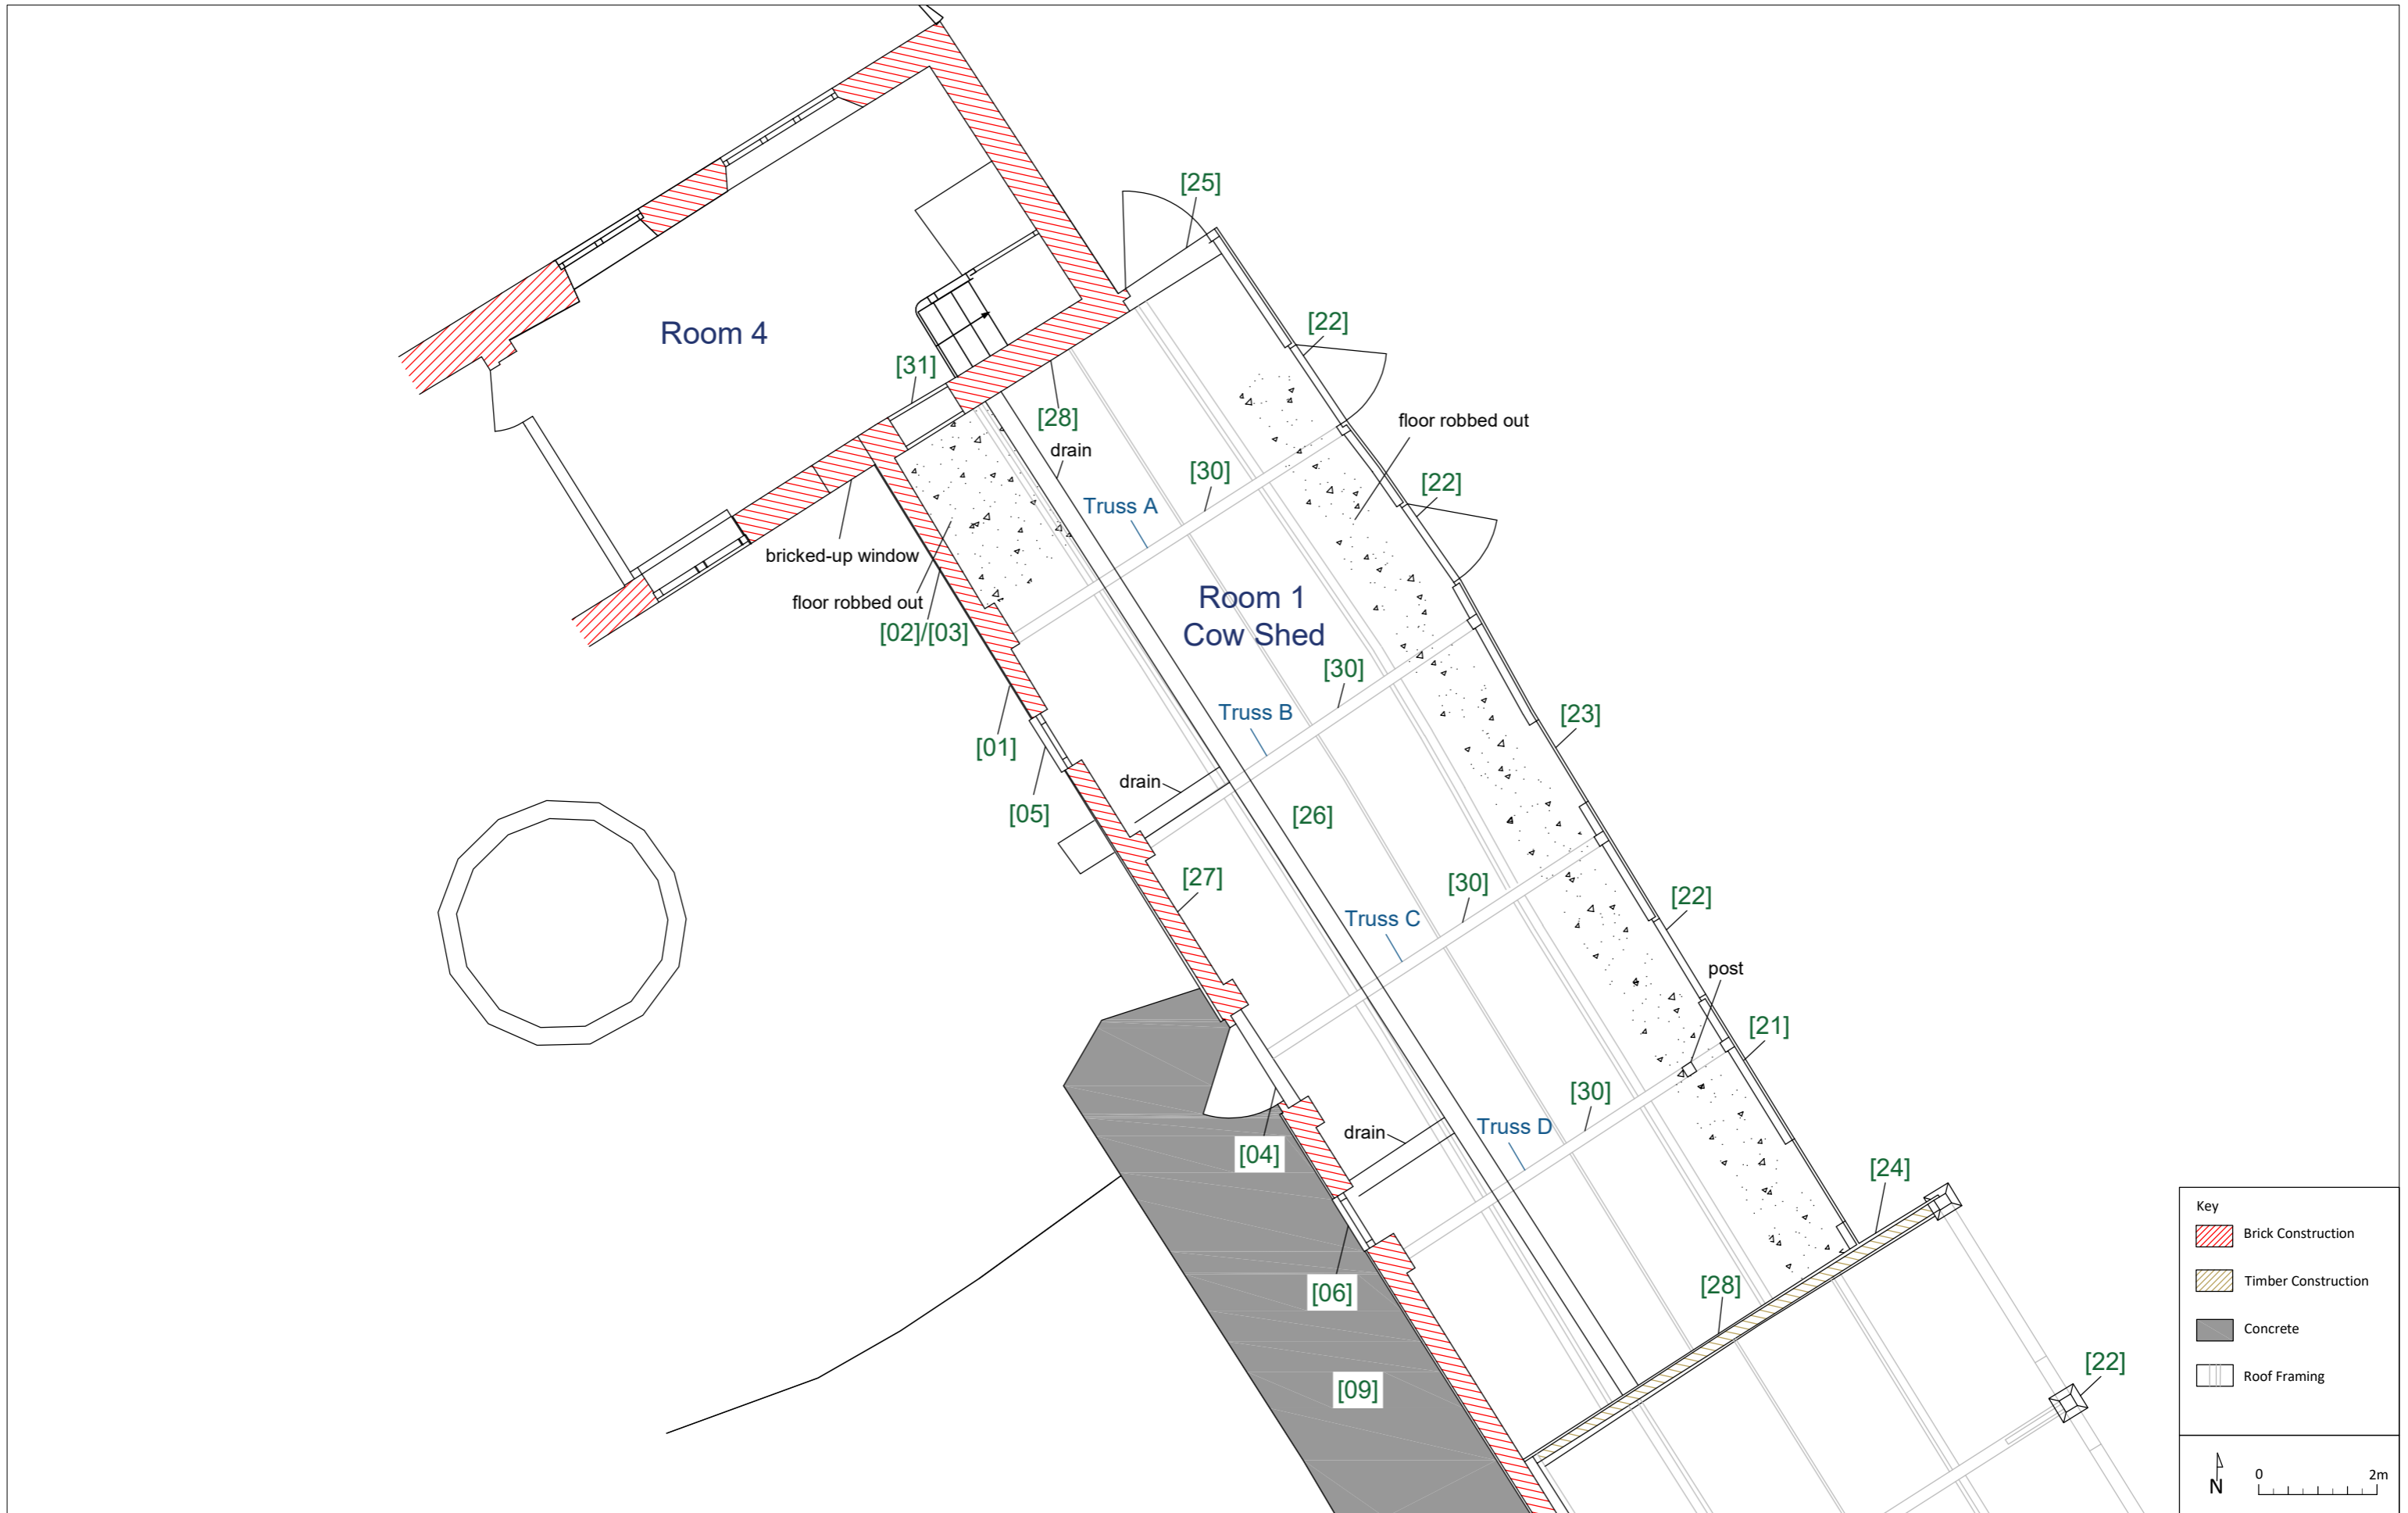 [25]
[22]
Room 4
[31]
[28]
floor robbed out
drain
[30]
[22]
Truss A
bricked-up window
Room 1
Cow Shed
floor robbed out
[02]/[03]
[30]
Truss B
[23]
[01]
drain
[05]
[26]
[27]
[30]
[22]
Truss C
post
[21]
[30]
Truss D
drain
[04]
[24]
[06]
[28]
[09]
[22]
Key
Brick Construction
Timber Construction
Concrete
Roof Framing
N
0 2m